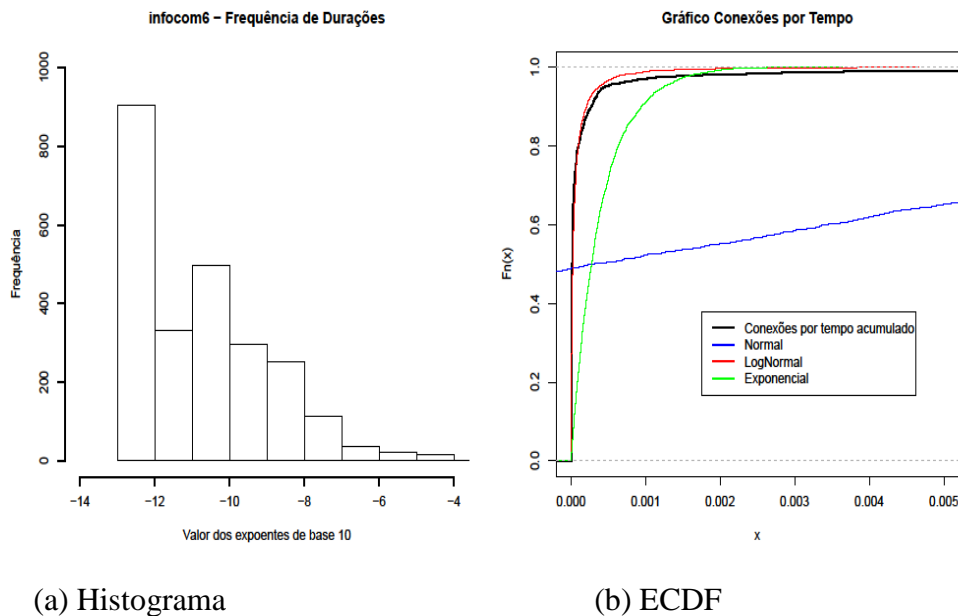 infocom6 − Frequência de Durações
Frequência
1000
800
600
400
200
0
−14 −12 −10 −8 −6 −4
Valor dos expoentes de base 10
(a) Histograma
Gráfico Conexões por Tempo
Fn(x)
1.0
0.8
0.6
0.4
0.2
0.0
Conexões por tempo acumulado
Normal
LogNormal
Exponencial
0.000 0.001 0.002 0.003 0.004 0.005
x
(b) ECDF